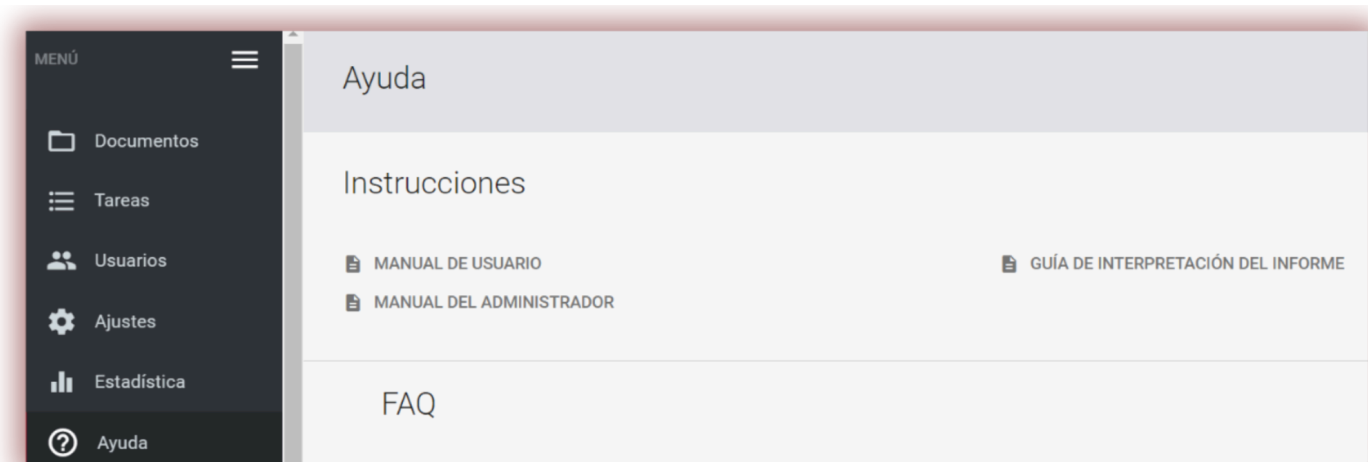 MENÚ
Documentos
Tareas
Usuarios
Ajustes
Estadística
Ayuda
Ayuda
Instrucciones
MANUAL DE USUARIO
GUÍA DE INTERPRETACIÓN DEL INFORME
MANUAL DEL ADMINISTRADOR
FAQ